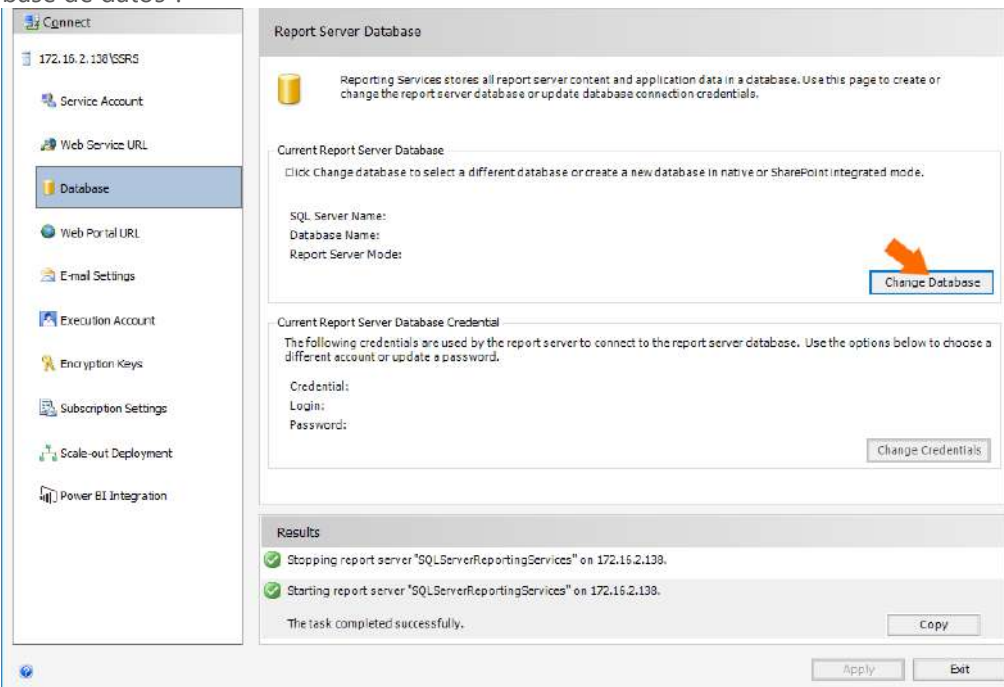 base de datos .
Connect
172.16.2.138\SSRS
Service Account
Web Service URL
Database
Web Portal URL
E-mail Settings
Execution Account
Encryption Keys
Subscription Settings
Scale-out Deployment
Power BI Integration
Report Server Database
Reporting Services stores all report server content and application data in a database. Use this page to create or
change the report server database or update database connection credentials.
Current Report Server Database
Click Change database to select a different database or create a new database in native or SharePoint integrated mode.
SQL Server Name:
Database Name:
Report Server Mode:
Change Database
Current Report Server Database Credential
The following credentials are used by the report server to connect to the report server database. Use the options below to choose a
different account or update a password.
Credential:
Login:
Password:
Change Credentials
Results
Stopping report server "SQLServerReportingServices" on 172.16.2.138.
Starting report server "SQLServerReportingServices" on 172.16.2.138.
The task completed successfully.
Copy
Apply
Exit